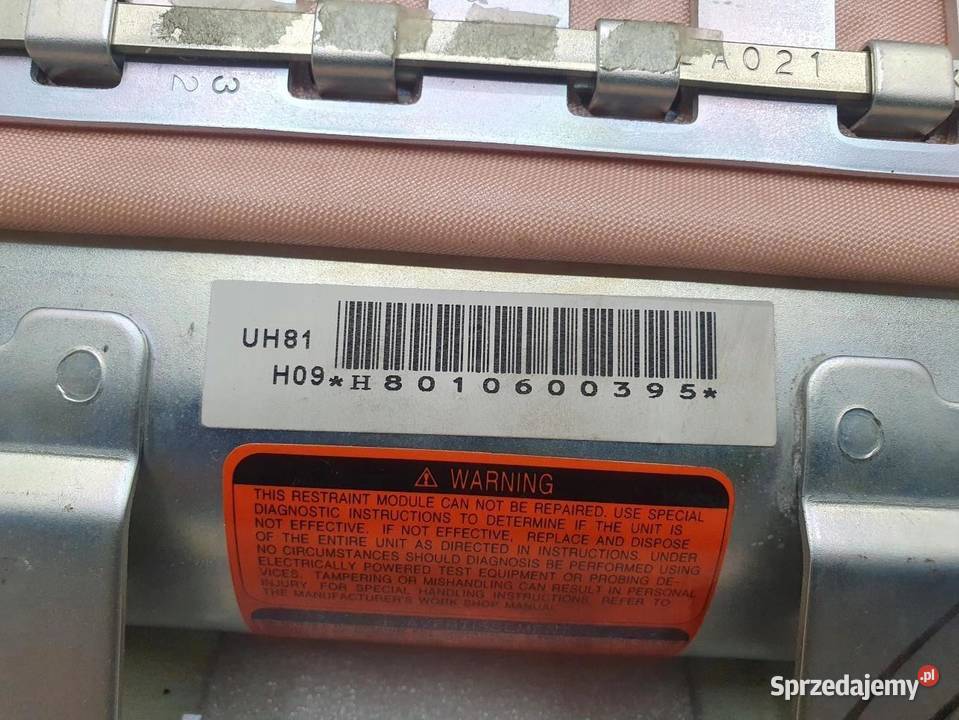 A021
23
UH81
H09*H8010600395*
WARNING
THIS RESTRAINT MODULE CAN NOT BE REPAIRED. USE SPECIAL
DIAGNOSTIC INSTRUCTIONS TO DETERMINE IF THE UNIT IS
NOT EFFECTIVE. IF NOT EFFECTIVE, REPLACE AND DISPOSE
OF THE ENTIRE UNIT AS DIRECTED IN INSTRUCTIONS. UNDER
NO CIRCUMSTANCES SHOULD DIAGNOSIS BE PERFORMED USING
ELECTRICALLY POWERED TEST EQUIPMENT OR PROBING DE-
VICES. TAMPERING OR MISHANDLING CAN RESULT IN PERSONAL
INJURY. FOR SPECIAL HANDLING INSTRUCTIONS, REFER TO
THE MANUFACTURER'S WORK SHOP MANUAL
Sprzedajemy.pl